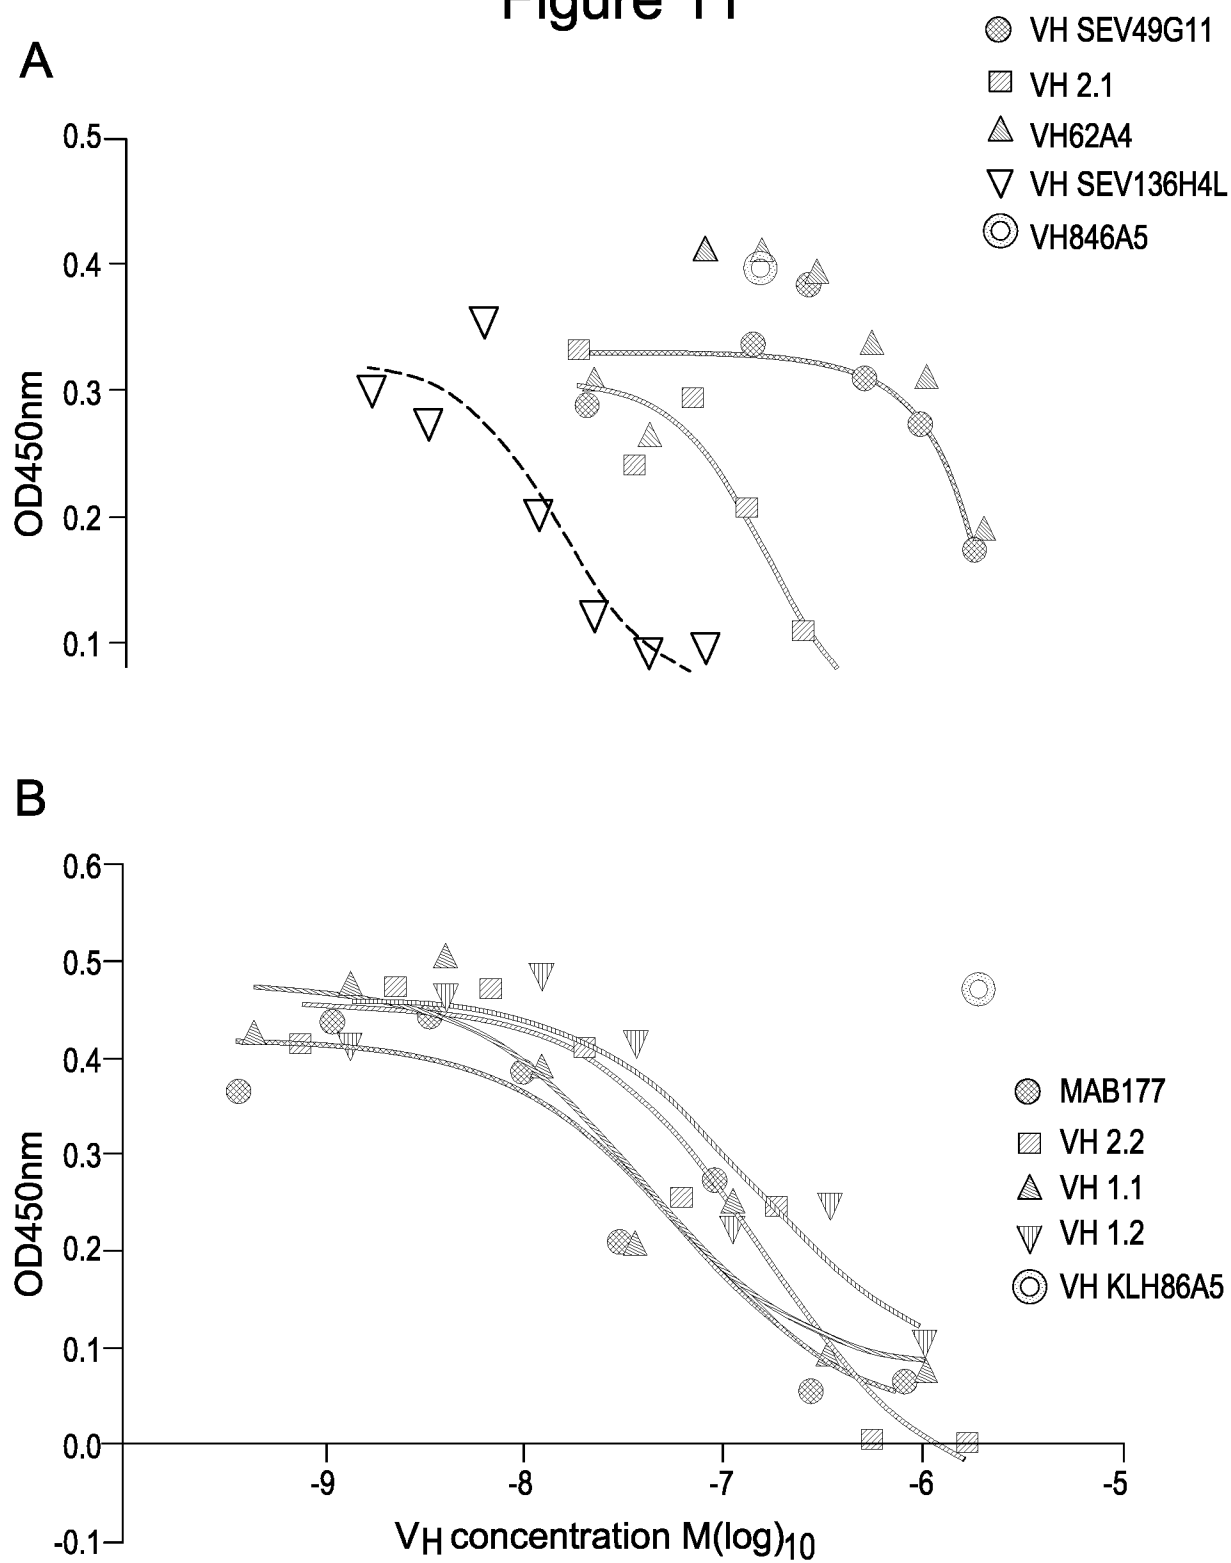 Figure 11
A
VH SEV49G11
VH 2.1
VH62A4
VH SEV136H4L
VH846A5
0.5
0.4
0.3
0.2
0.1
OD450nm
B
0.6
0.5
0.4
0.3
0.2
0.1
0.0
-0.1
OD450nm
MAB177
VH 2.2
VH 1.1
VH 1.2
VH KLH86A5
-9 -8 -7 -6 -5
VH concentration M(log)10